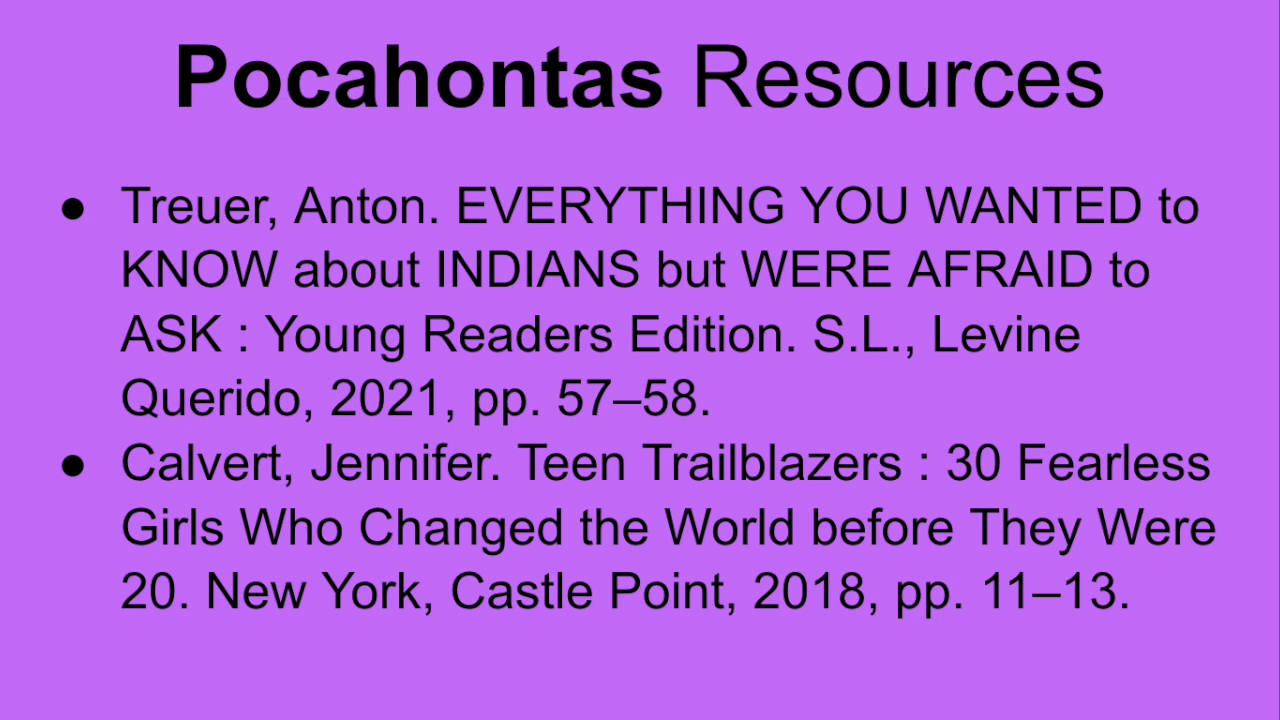 Pocahontas Resources
● Treuer, Anton. EVERYTHING YOU WANTED to
KNOW about INDIANS but WERE AFRAID to
ASK : Young Readers Edition. S.L., Levine
Querido, 2021, pp. 57–58.
● Calvert, Jennifer. Teen Trailblazers : 30 Fearless
Girls Who Changed the World before They Were
20. New York, Castle Point, 2018, pp. 11–13.